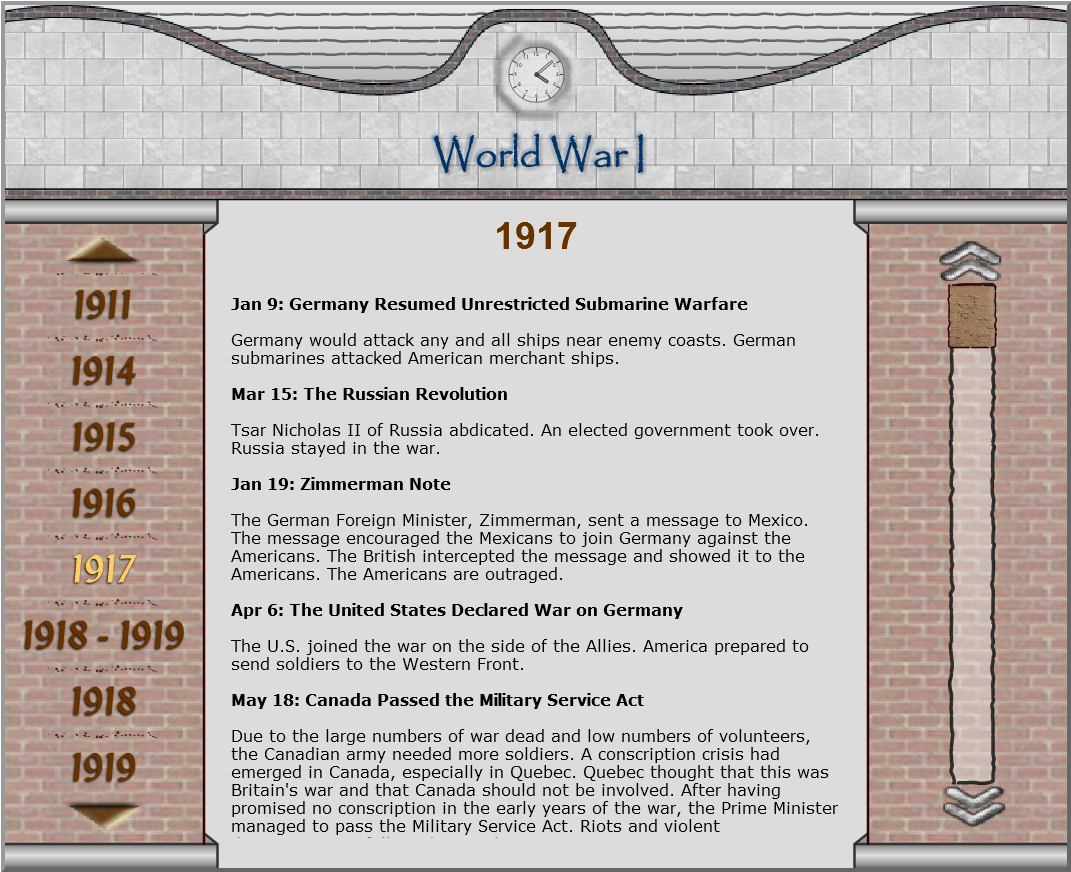 World War I
1917
1911
1914
1915
1916
1917
1918 - 1919
1918
1919
Jan 9: Germany Resumed Unrestricted Submarine Warfare
Germany would attack any and all ships near enemy coasts. German
submarines attacked American merchant ships.
Mar 15: The Russian Revolution
Tsar Nicholas II of Russia abdicated. An elected government took over.
Russia stayed in the war.
Jan 19: Zimmerman Note
The German Foreign Minister, Zimmerman, sent a message to Mexico.
The message encouraged the Mexicans to join Germany against the
Americans. The British intercepted the message and showed it to the
Americans. The Americans are outraged.
Apr 6: The United States Declared War on Germany
The U.S. joined the war on the side of the Allies. America prepared to
send soldiers to the Western Front.
May 18: Canada Passed the Military Service Act
Due to the large numbers of war dead and low numbers of volunteers,
the Canadian army needed more soldiers. A conscription crisis had
emerged in Canada, especially in Quebec. Quebec thought that this was
Britain's war and that Canada should not be involved. After having
promised no conscription in the early years of the war, the Prime Minister
managed to pass the Military Service Act. Riots and violent